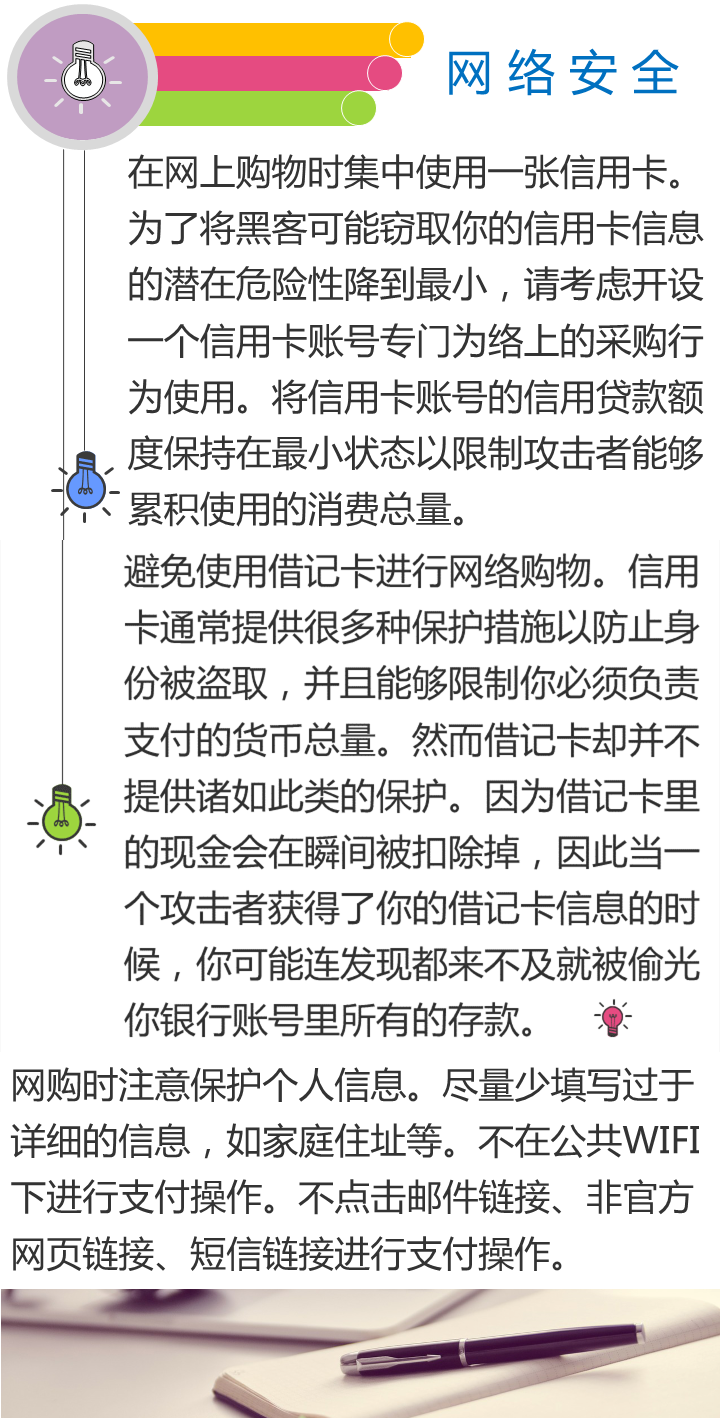 网络安全
在网上购物时集中使用一张信用卡。
为了将黑客可能窃取你的信用卡信息
的潜在危险性降到最小，请考虑开设
一个信用卡账号专门为络上的采购行
为使用。将信用卡账号的信用贷款额
度保持在最小状态以限制攻击者能够
累积使用的消费总量。
避免使用借记卡进行网络购物。信用
卡通常提供很多种保护措施以防止身
份被盗取，并且能够限制你必须负责
支付的货币总量。然而借记卡却并不
提供诸如此类的保护。因为借记卡里
的现金会在瞬间被扣除掉，因此当一
个攻击者获得了你的借记卡信息的时
候，你可能连发现都来不及就被偷光
你银行账号里所有的存款。
网购时注意保护个人信息。尽量少填写过于
详细的信息，如家庭住址等。不在公共WIFI
下进行支付操作。不点击邮件链接、非官方
网页链接、短信链接进行支付操作。